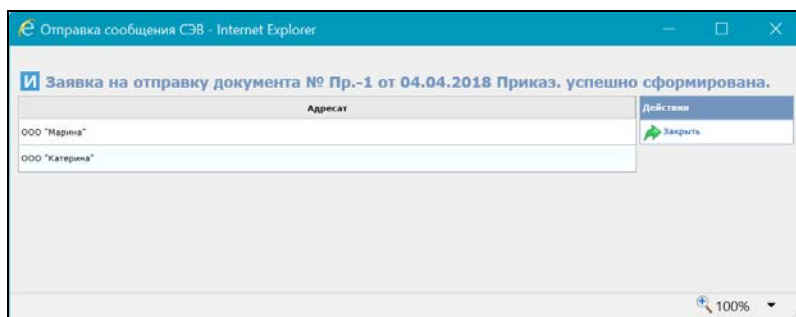 Отправка сообщения СЭВ - Internet Explorer
И Заявка на отправку документа № Пр.-1 от 04.04.2018 Приказ. успешно сформирована.
Адресат
Действия
ООО "Марина"
Закрыть
ООО "Катерина"
100%